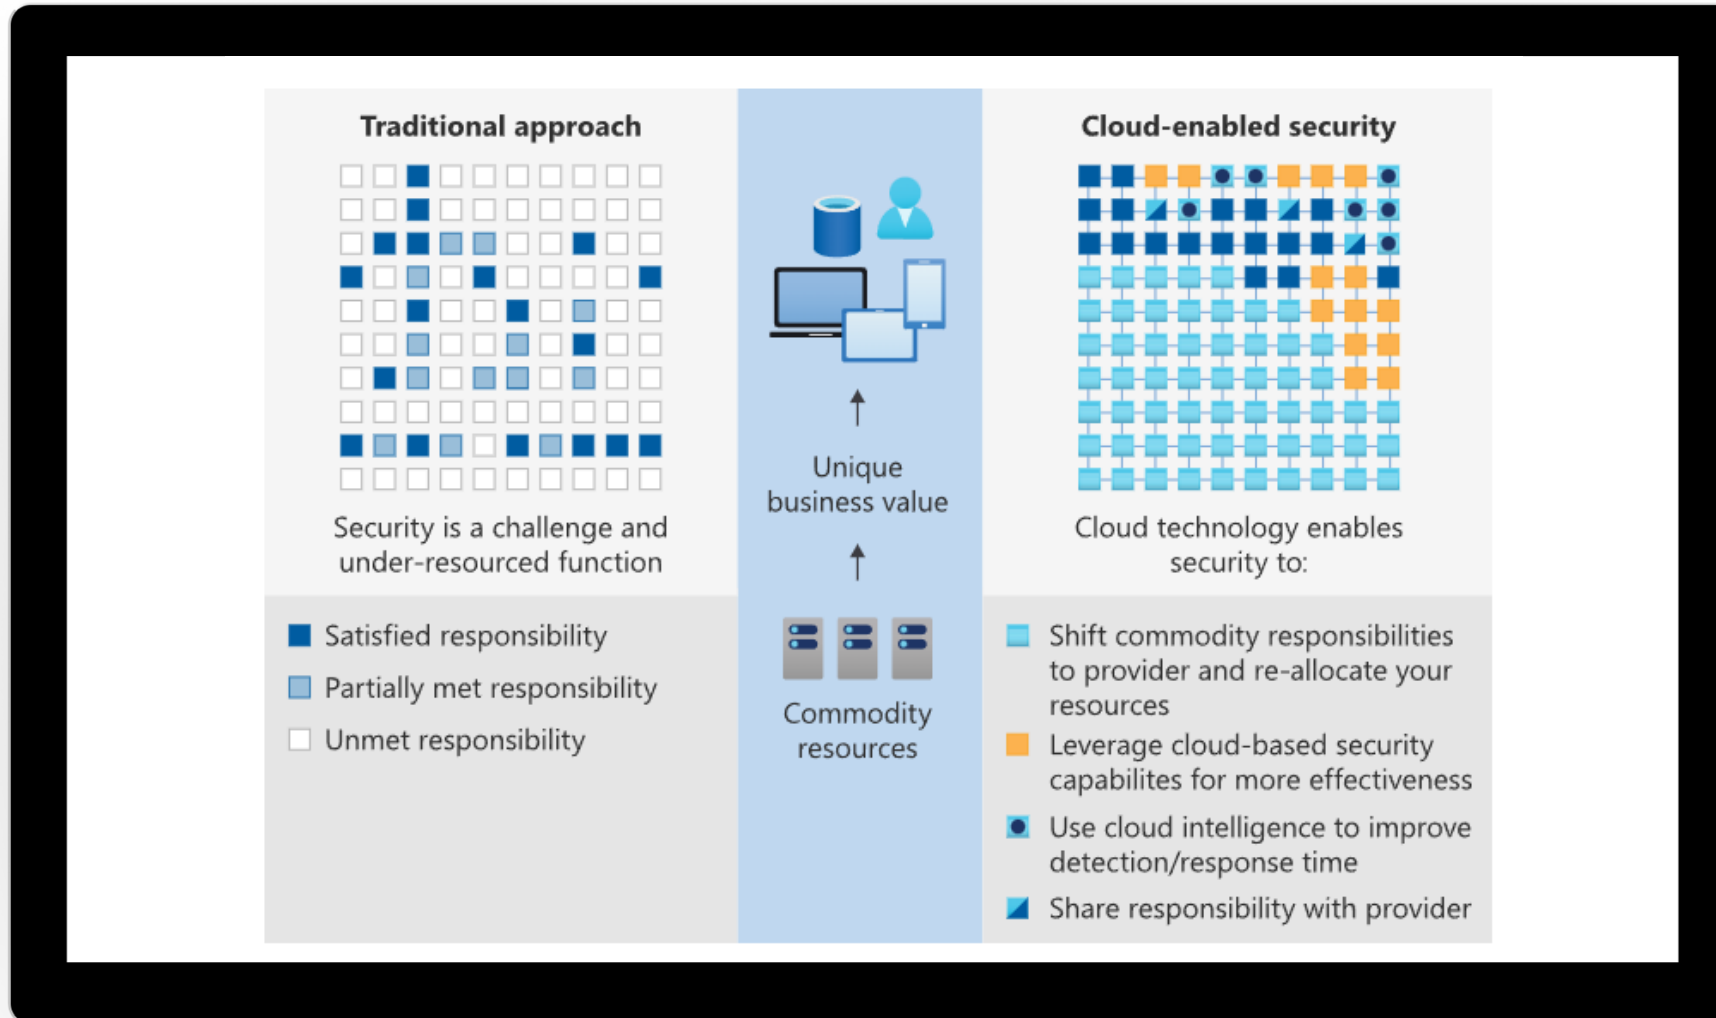 Traditional approach
Security is a challenge and
under-resourced function
Satisfied responsibility
Partially met responsibility
Unmet responsibility
Unique
business value
Commodity
resources
Cloud-enabled security
Cloud technology enables
security to:
Shift commodity responsibilities
to provider and re-allocate your
resources
Leverage cloud-based security
capabilites for more effectiveness
Use cloud intelligence to improve
detection/response time
Share responsibility with provider